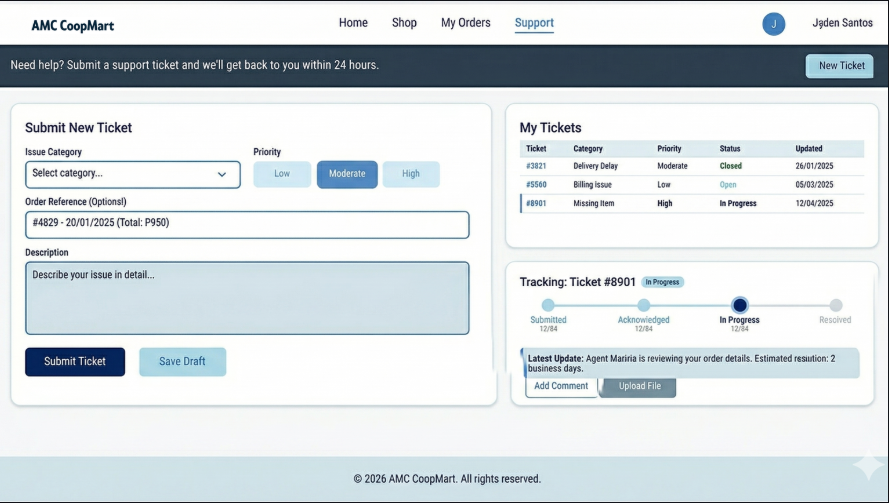 AMC CoopMart
Home Shop My Orders Support
J
Jąden Santos
Need help? Submit a support ticket and we'll get back to you within 24 hours.
New Ticket
Submit New Ticket
Issue Category
Select category...
Priority
Low Moderate High
Order Reference (Optionsl)
#4829 - 20/01/2025 (Total: P950)
Description
Describe your issue in detail...
Submit Ticket
Save Draft
My Tickets
Ticket Category Priority Status Updated
#3821 Delivery Delay Moderate Closed 26/01/2025
#5560 Billing Issue Low Open 05/03/2025
#8901 Missing Item High In Progress 12/04/2025
Tracking: Ticket #8901 In Progress
Submitted Acknowlediged In Progress Resoived
12/84 12/84 12/84
Latest Update: Agent Mariria is reviewing your order details. Estimated resuution: 2
business days.
Add Comment
Upload File
© 2026 AMC CoopMart. All rights reserved.